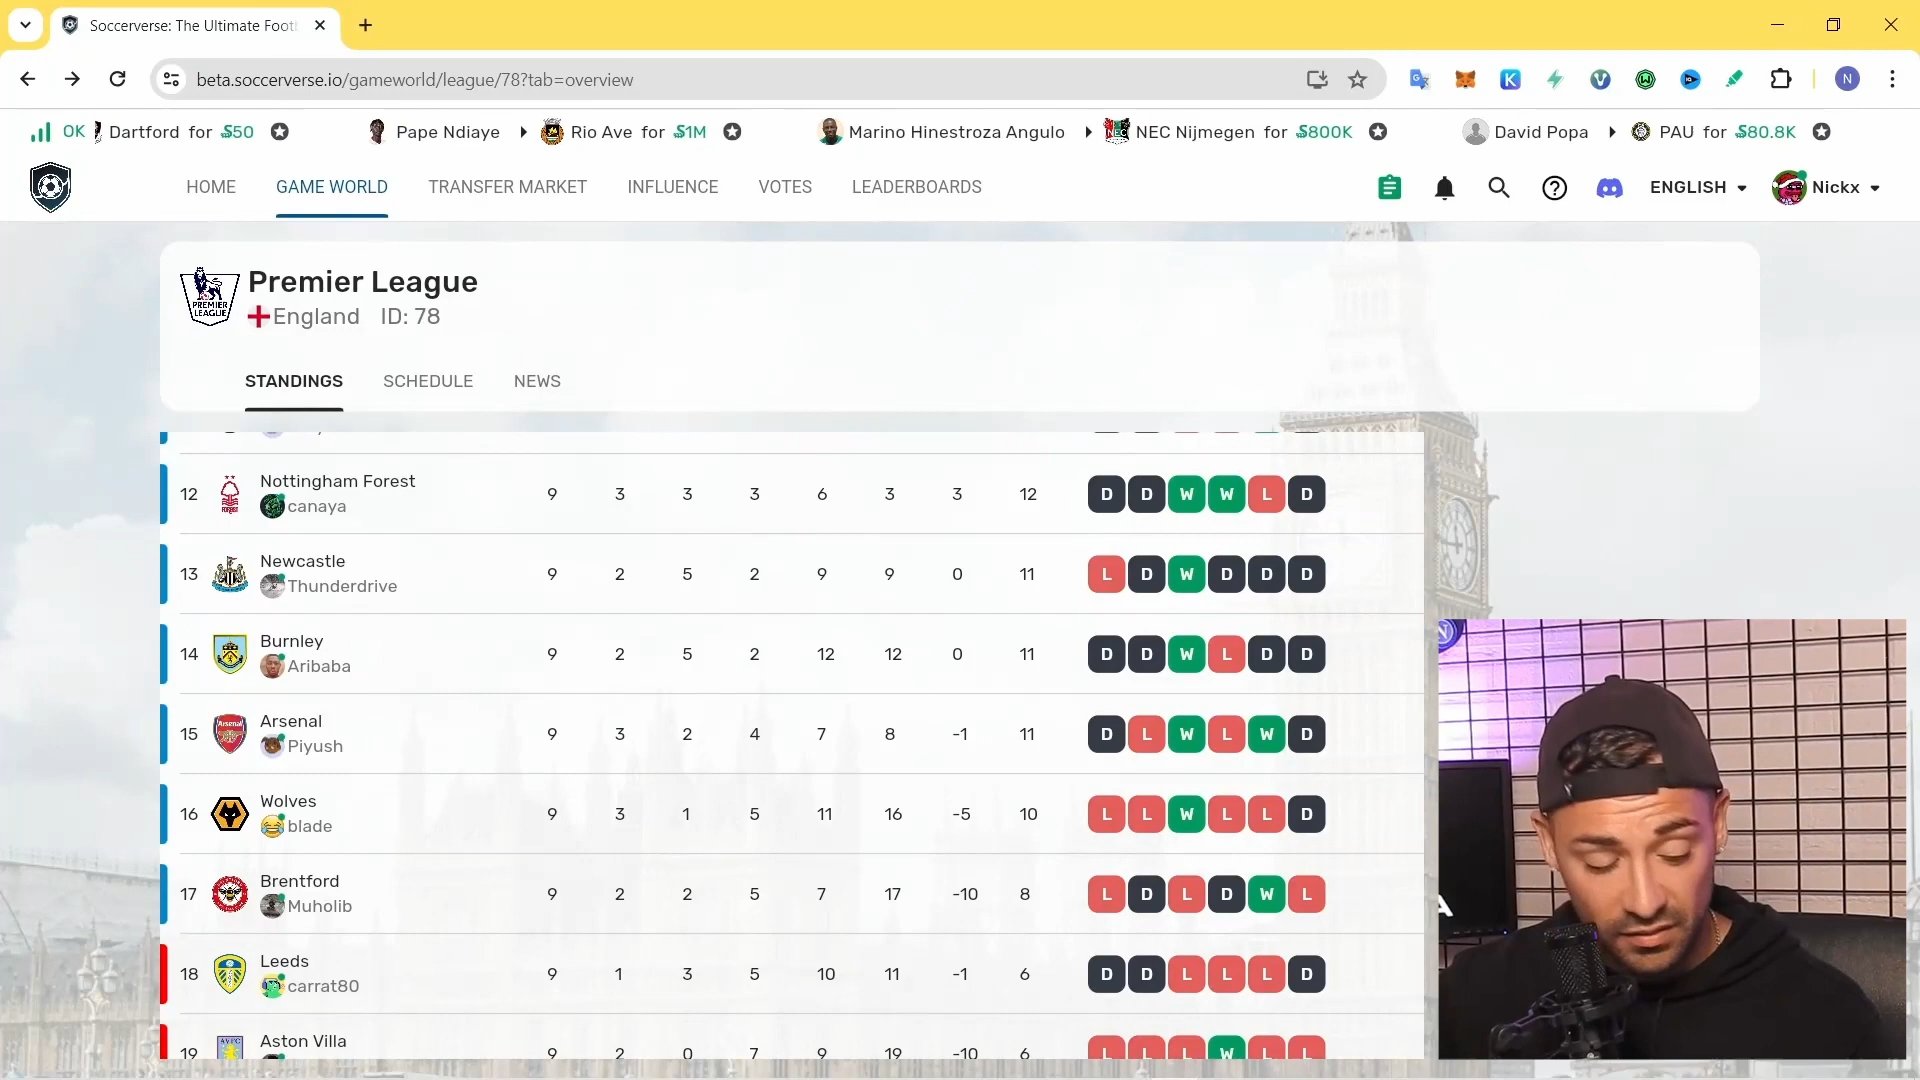 Soccerverse: The Ultimate Foot
beta.soccerverse.io/gameworld/league/78?tab=overview
N
OK Dartford for $50 Pape Ndiaye Rio Ave for $1M Marino Hinestroza Angulo NEC Nijmegen for $800K David Popa PAU for $80.8K
HOME GAME WORLD TRANSFER MARKET INFLUENCE VOTES LEADERBOARDS ENGLISH Nickx
Premier League
England ID: 78
PREMIER LEAGUE
STANDINGS SCHEDULE NEWS
12 Nottingham Forest 9 3 3 3 6 3 3 12 D D W W L D
canaya
13 Newcastle 9 2 5 2 9 9 0 11 L D W D D D
Thunderdrive
14 Burnley 9 2 5 2 12 12 0 11 D D W L D D
Aribaba
15 Arsenal 9 3 2 4 7 8 -1 11 D L W L W D
Piyush
16 Wolves 9 3 1 5 11 16 -5 10 L L W L L D
blade
17 Brentford 9 2 2 5 7 17 -10 8 L D L D W L
Muholib
18 Leeds 9 1 3 5 10 11 -1 6 D D L L L D
carrat80
19 Aston Villa 9 2 0 7 9 19 -10 6 L L L W L L